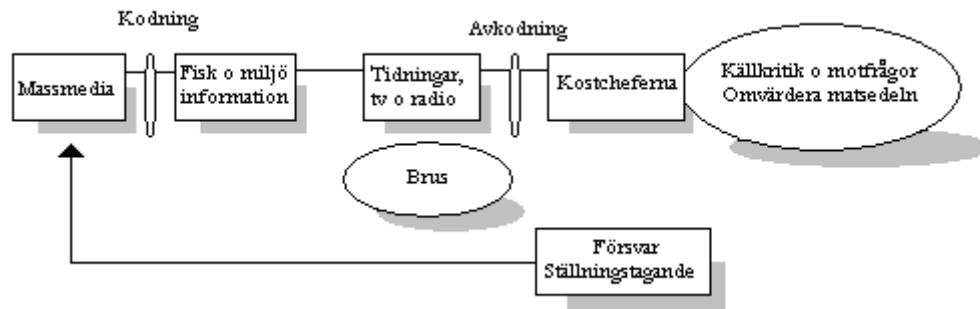 Kodning
Avkodning
Massmedia
Fisk o miljö
information
Tidningar,
tv o radio
Kostcheferna
Källkritik o motfrågor
Omvärdera matsedeln
Brus
Försvar
Ställningstagande